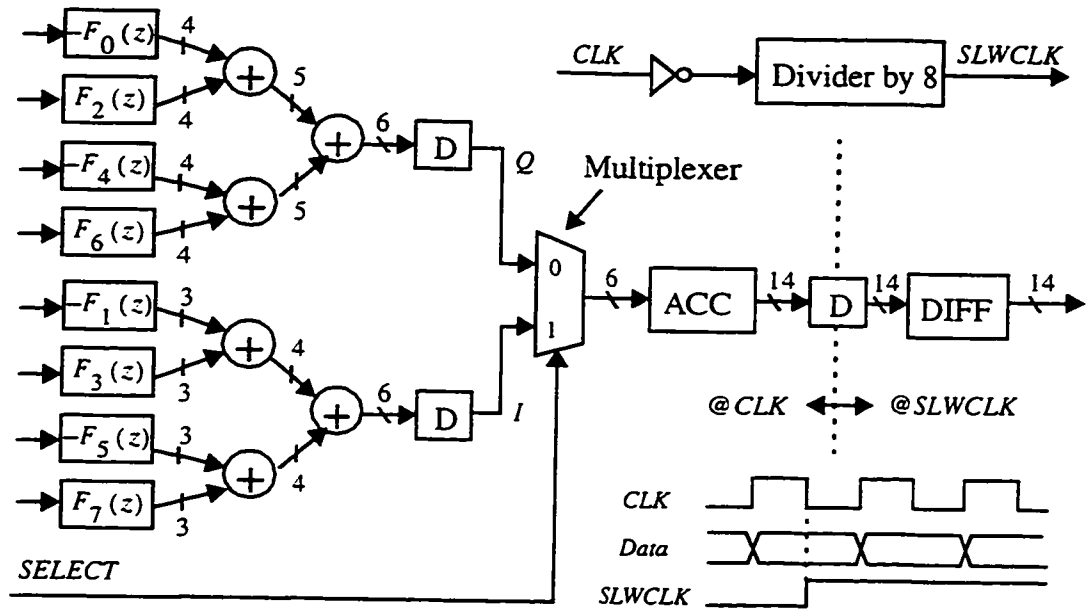 -F₀(z)
4
F₂(z)
4
5
-F₄(z)
4
F₆(z)
4
5
+
+
+
6
D
Q
-F₁(z)
3
F₃(z)
3
4
-F₅(z)
3
F₇(z)
3
4
+
+
+
6
D
I
SELECT
CLK
Divider by 8
SLWCLK
Multiplexer
0
1
6
ACC
14
D
14
DIFF
14
@CLK
@SLWCLK
CLK
Data
SLWCLK